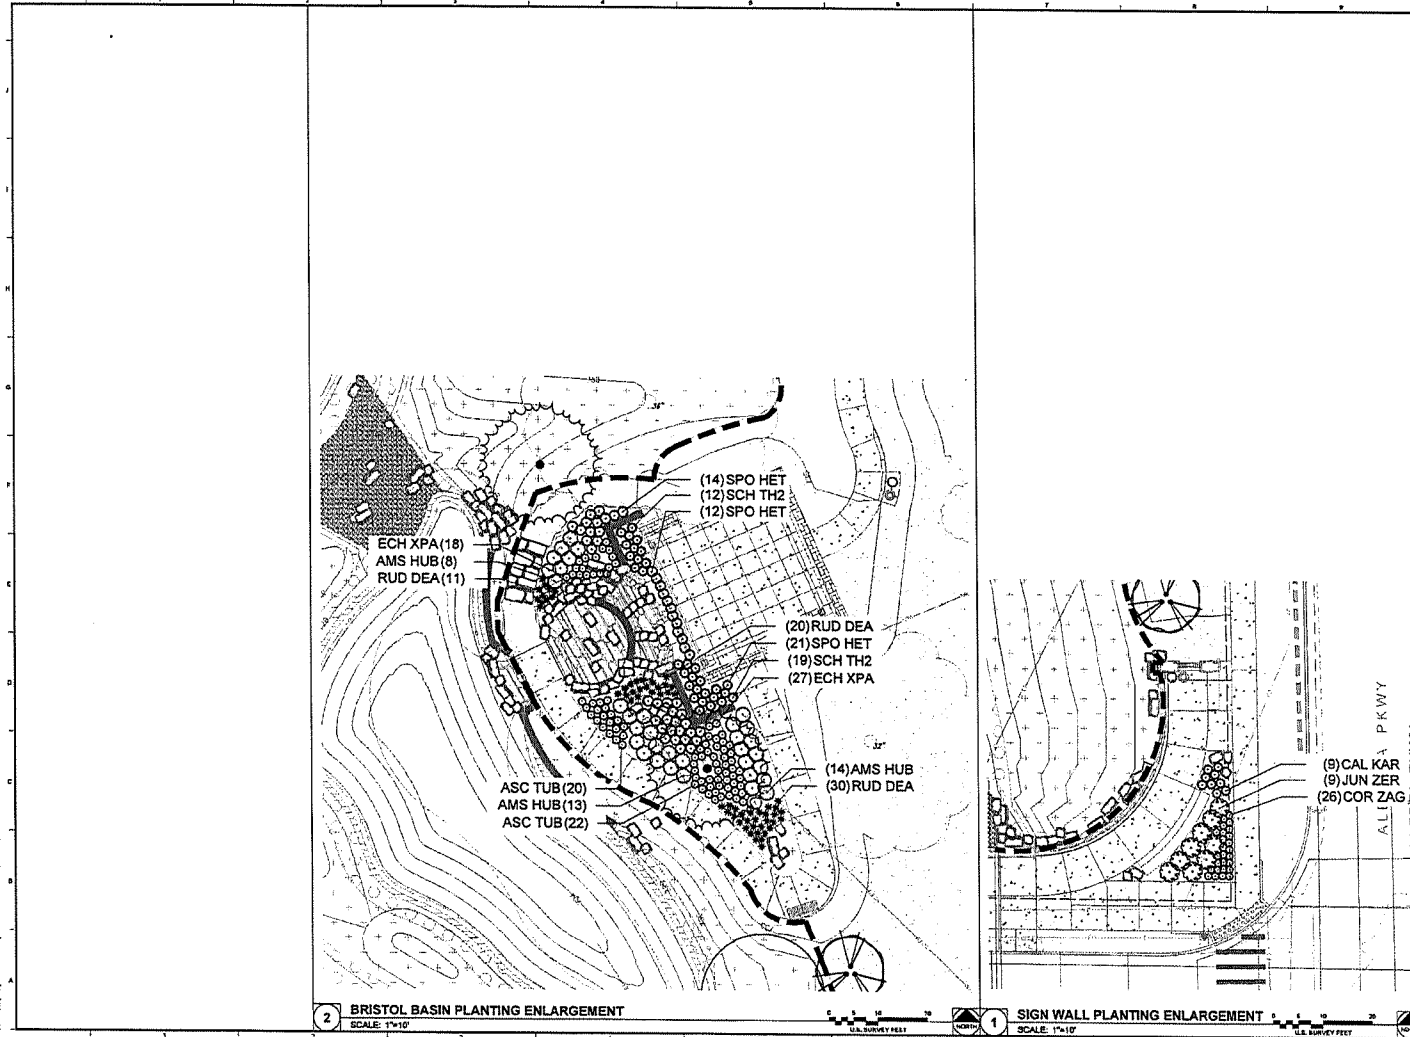 36"
(14) SPO HET
(12) SCH TH2
(12) SPO HET
ECH XPA (18)
AMS HUB (8)
RUD DEA (11)
(20) RUD DEA
(21) SPO HET
(19) SCH TH2
(27) ECH XPA
32"
(14) AMS HUB
(30) RUD DEA
ASC TUB (20)
AMS HUB (13)
ASC TUB (22)
(9) CAL KAR
(9) JUN ZER
(26) COR ZAG
PKWY
2 BRISTOL BASIN PLANTING ENLARGEMENT
SCALE: 1"=10'
U.S. SURVEY FEET
NORTH
1 SIGN WALL PLANTING ENLARGEMENT
SCALE: 1"=10'
U.S. SURVEY FEET